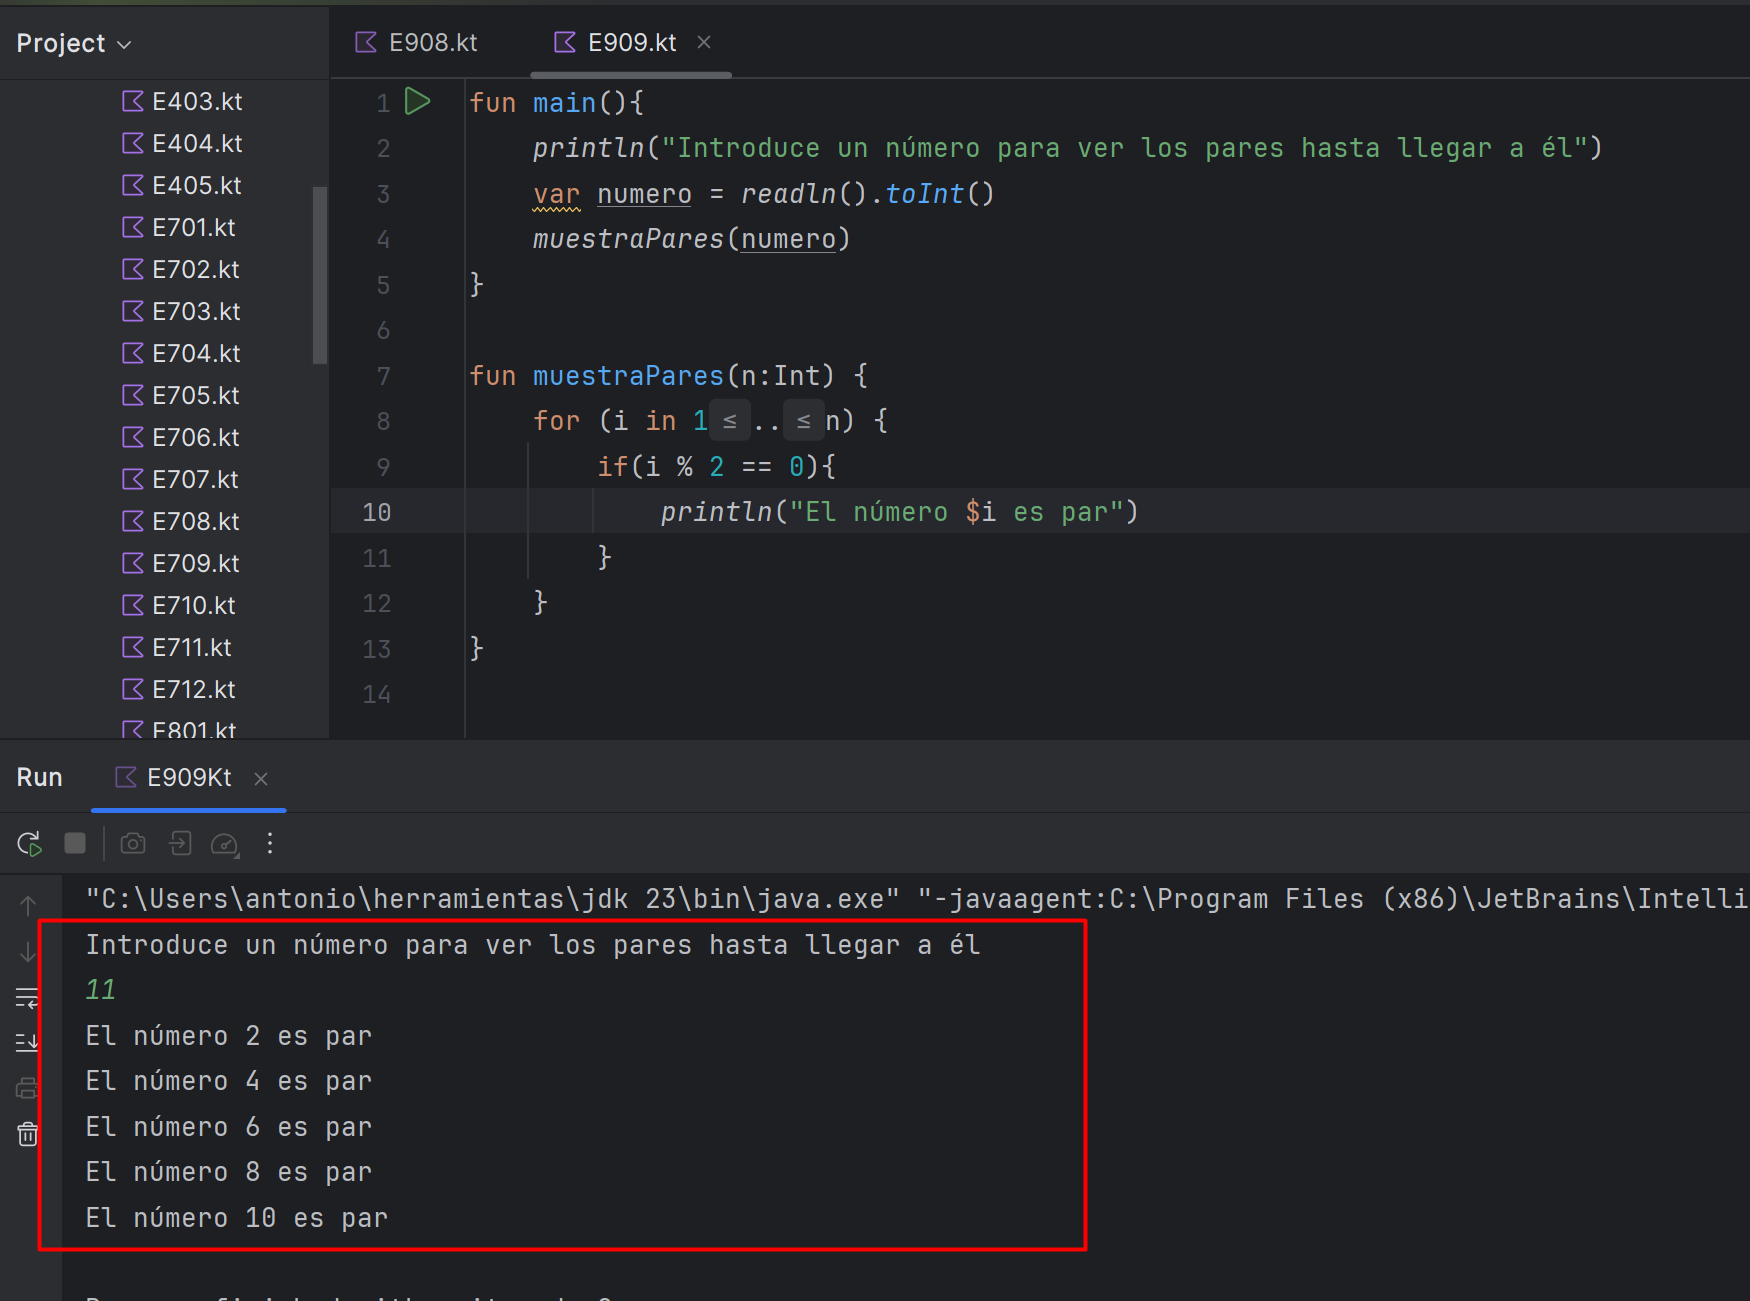 Project
E908.kt
E909.kt
E403.kt
E404.kt
E405.kt
E701.kt
E702.kt
E703.kt
E704.kt
E705.kt
E706.kt
E707.kt
E708.kt
E709.kt
E710.kt
E711.kt
E712.kt
E801.kt
1 fun main(){
2 println("Introduce un número para ver los pares hasta llegar a él")
3 var numero = readln().toInt()
4 muestraPares(numero)
5 }
6
7 fun muestraPares(n:Int) {
8 for (i in 1 ≤ .. ≤ n) {
9 if(i % 2 == 0){
10 println("El número $i es par")
11 }
12 }
13 }
14
Run
E909Kt
"C:\Users\antonio\herramientas\jdk 23\bin\java.exe" "-javaagent:C:\Program Files (x86)\JetBrains\Intelli
Introduce un número para ver los pares hasta llegar a él
11
El número 2 es par
El número 4 es par
El número 6 es par
El número 8 es par
El número 10 es par